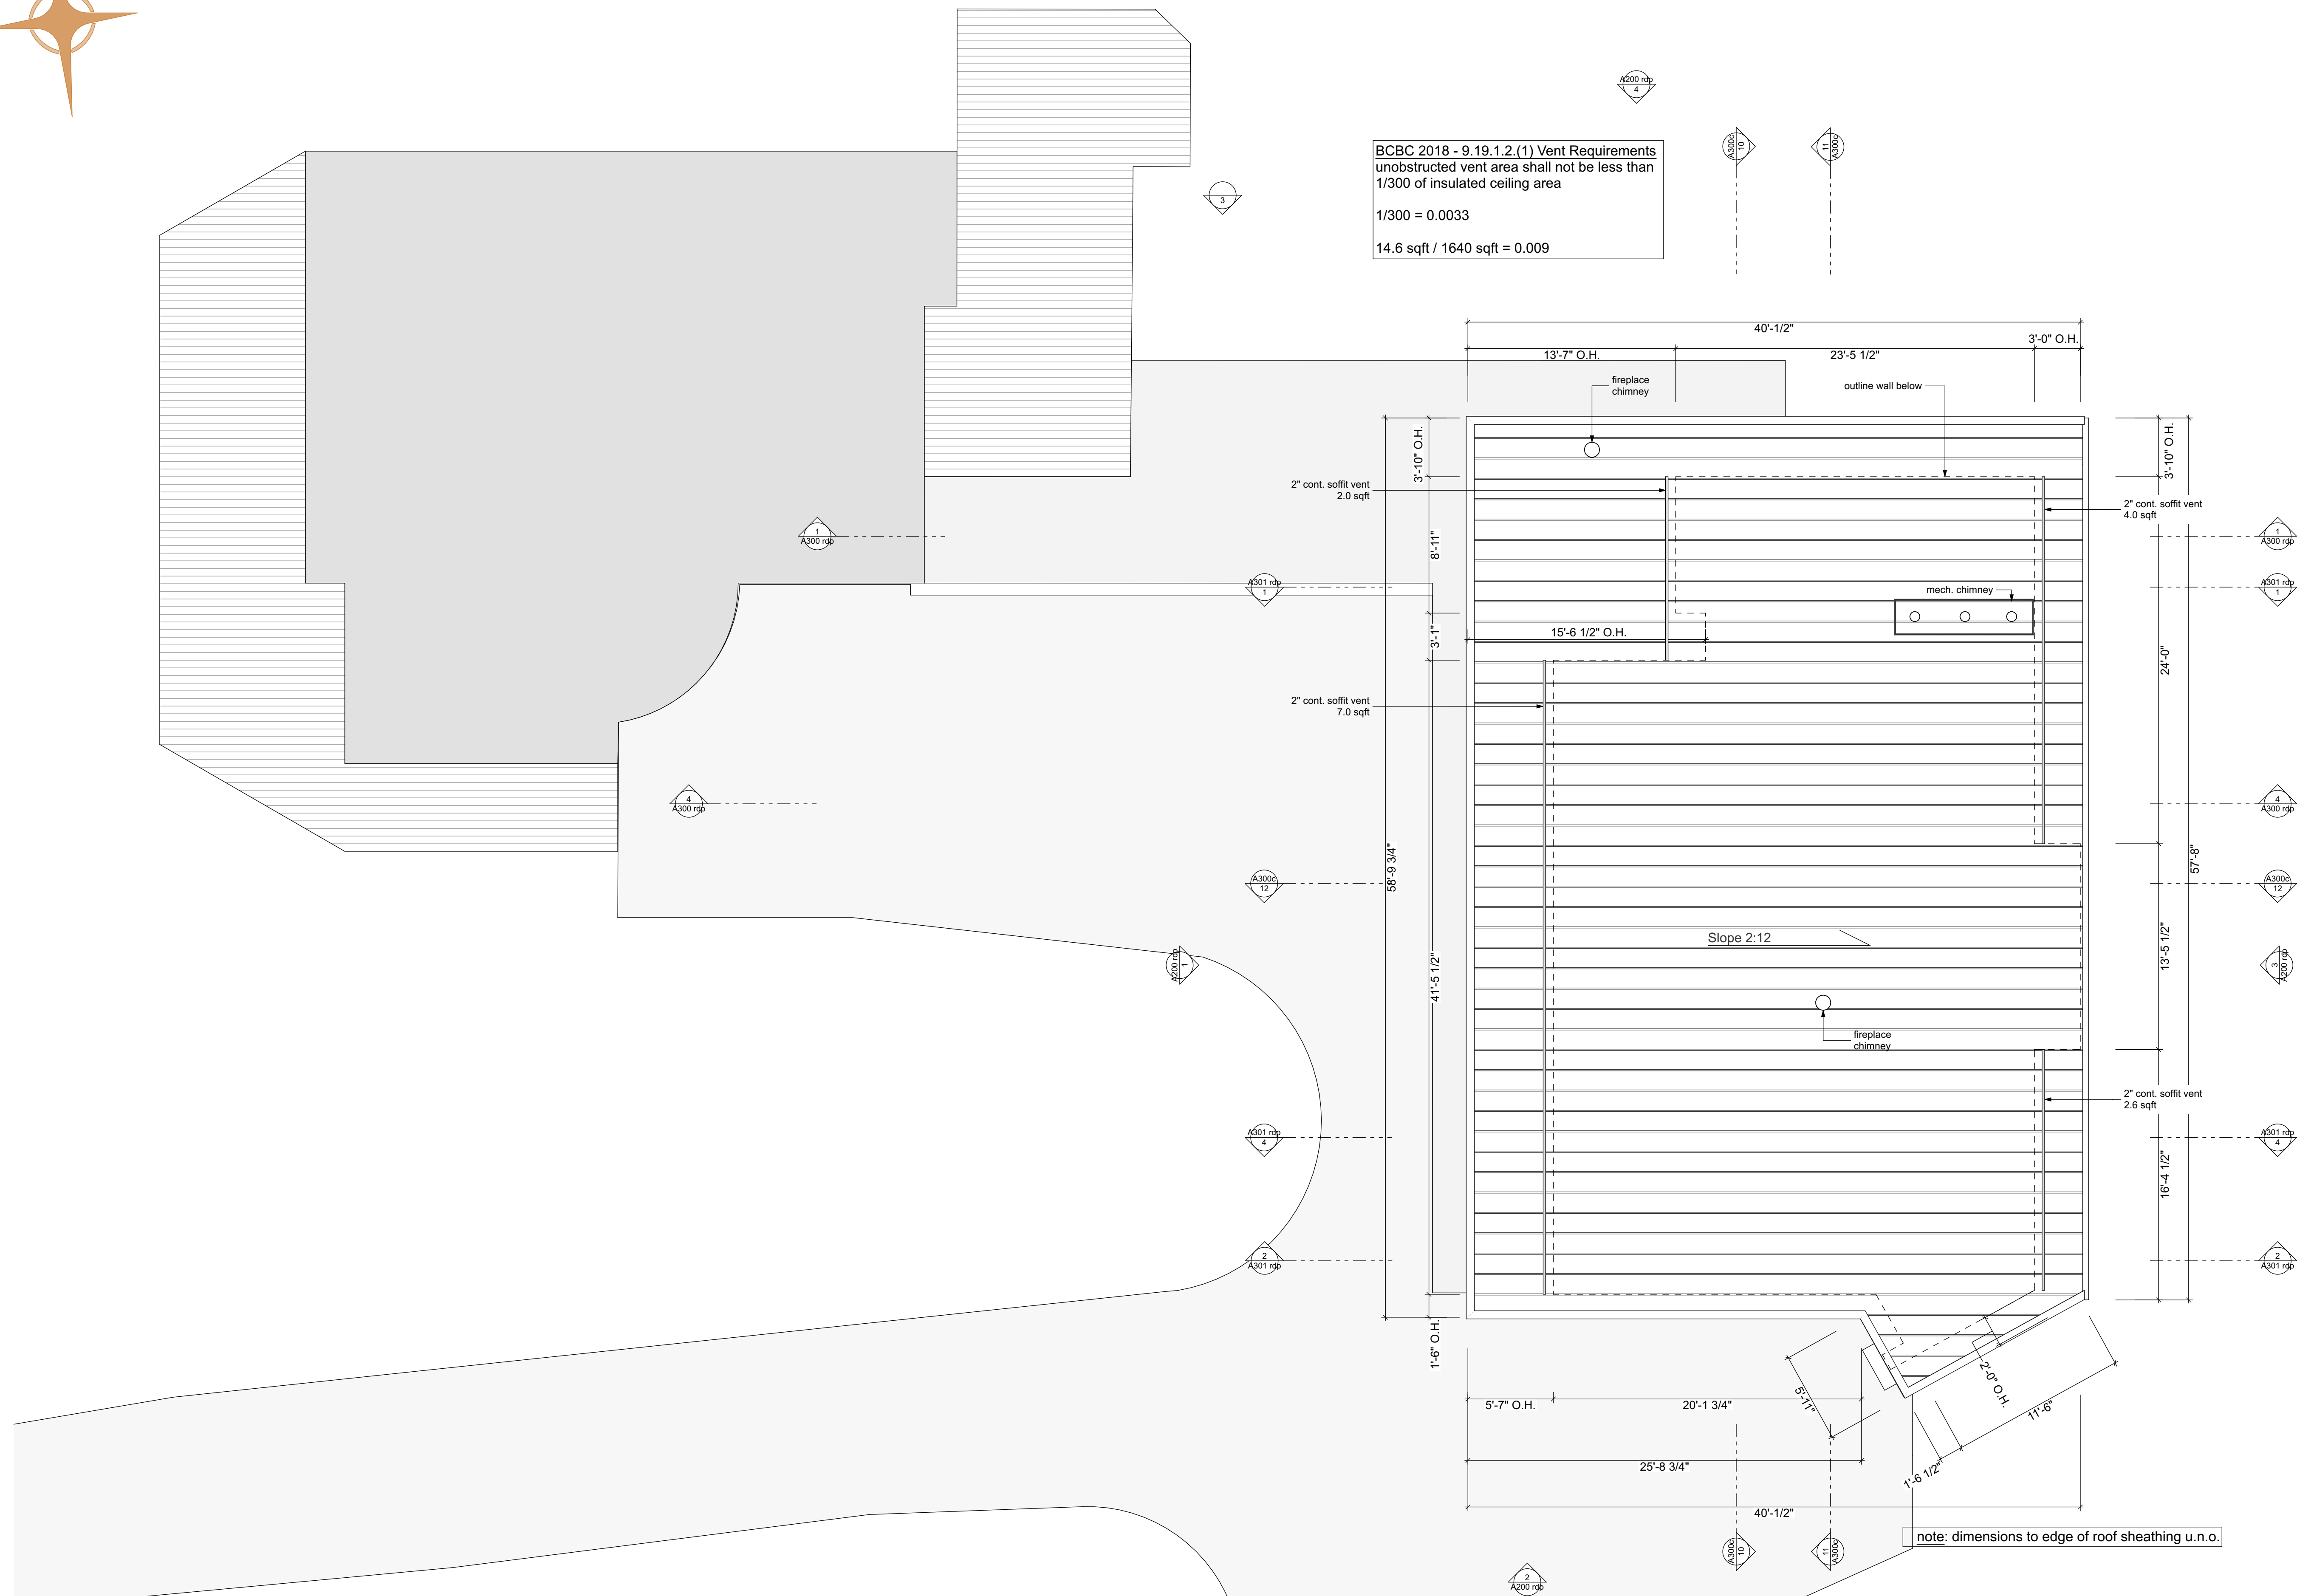 A200 rdp
4
A300c
10
11
A300c
BCBC 2018 - 9.19.1.2.(1) Vent Requirements
unobstructed vent area shall not be less than
1/300 of insulated ceiling area
1/300 = 0.0033
14.6 sqft / 1640 sqft = 0.009
3
40'-1/2"
3'-0" O.H.
13'-7" O.H.
23'-5 1/2"
fireplace
chimney
outline wall below
3'-10" O.H.
3'-10" O.H.
2" cont. soffit vent
2.0 sqft
2" cont. soffit vent
4.0 sqft
1
A300 rdp
1
A300 rdp
8'-11"
A301 rdp
1
A301 rdp
1
mech. chimney
3'-1"
15'-6 1/2" O.H.
24'-0"
2" cont. soffit vent
7.0 sqft
4
A300 rdp
4
A300 rdp
58'-9 3/4"
57'-8"
A300c
12
A300c
12
Slope 2:12
13'-5 1/2"
A200 rdp
1
3
A200 rdp
41'-5 1/2"
fireplace
chimney
2" cont. soffit vent
2.6 sqft
A301 rdp
4
A301 rdp
4
16'-4 1/2"
2
A301 rdp
2
A301 rdp
1'-6" O.H.
5'-7" O.H.
20'-1 3/4"
5'-11"
2'-0" O.H.
11'-6"
25'-8 3/4"
1'-6 1/2"
40'-1/2"
note: dimensions to edge of roof sheathing u.n.o.
A300c
10
11
A300c
2
A200 rdp